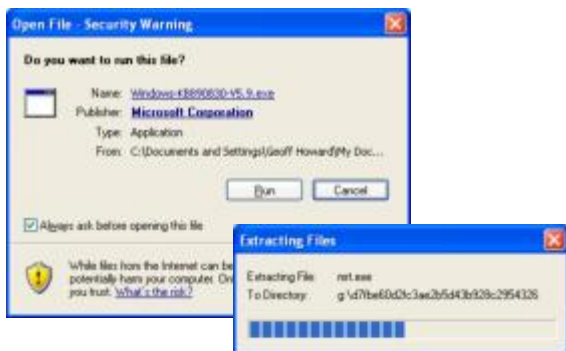 Open File - Security Warning
Do you want to run this file?
Name: Windows-KB890830-V5.9.exe
Publisher: Microsoft Corporation
Type: Application
From: C:\Documents and Settings\Geoff Howard\My Doc...
Run Cancel
Always ask before opening this file
While files from the Internet can be
potentially harm your computer. On
you trust. What's the risk?
Extracting Files
Extracting File: mrt.exe
To Directory: